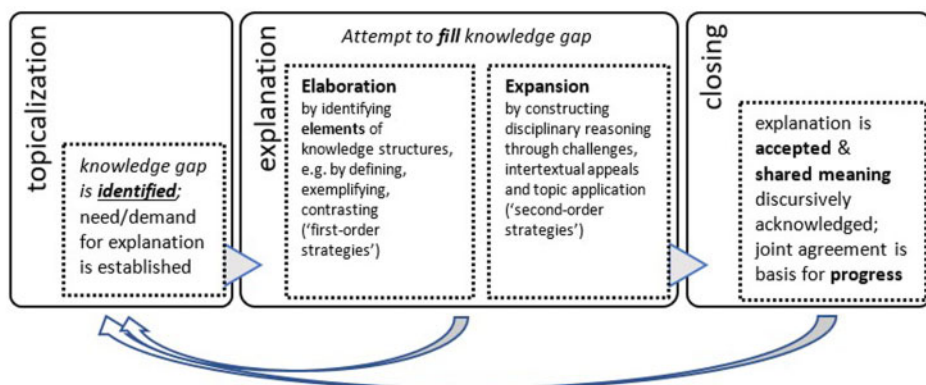 topicalization
knowledge gap
is identified;
need/demand
for explanation
is established
explanation
Attempt to fill knowledge gap
Elaboration
by identifying
elements of
knowledge structures,
e.g. by defining,
exemplifying,
contrasting
(‘first-order
strategies’)
Expansion
by constructing
disciplinary reasoning
through challenges,
intertextual appeals
and topic application
(‘second-order
strategies’)
closing
explanation is
accepted &
shared meaning
discursively
acknowledged;
joint agreement is
basis for progress